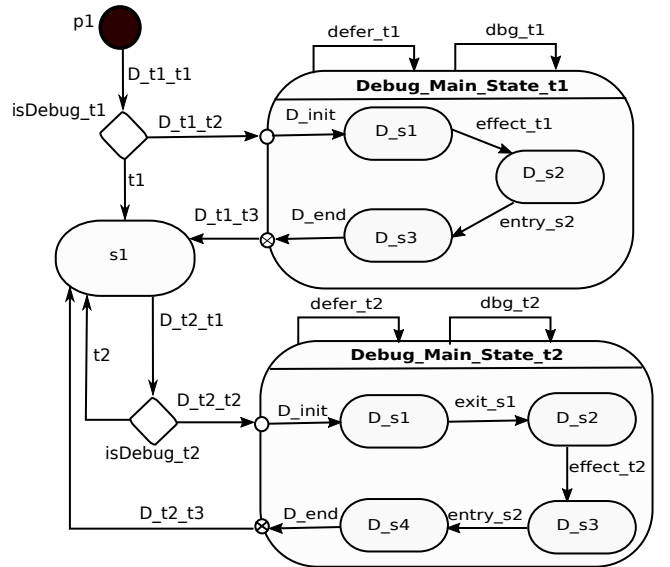 p1
defer_t1
dbg_t1
D_t1_t1
Debug_Main_State_t1
isDebug_t1
D_t1_t2
D_init
D_s1
effect_t1
D_s2
t1
D_t1_t3
D_end
D_s3
entry_s2
s1
defer_t2
dbg_t2
D_t2_t1
Debug_Main_State_t2
t2
D_t2_t2
D_init
D_s1
exit_s1
D_s2
isDebug_t2
effect_t2
D_t2_t3
D_end
D_s4
entry_s2
D_s3